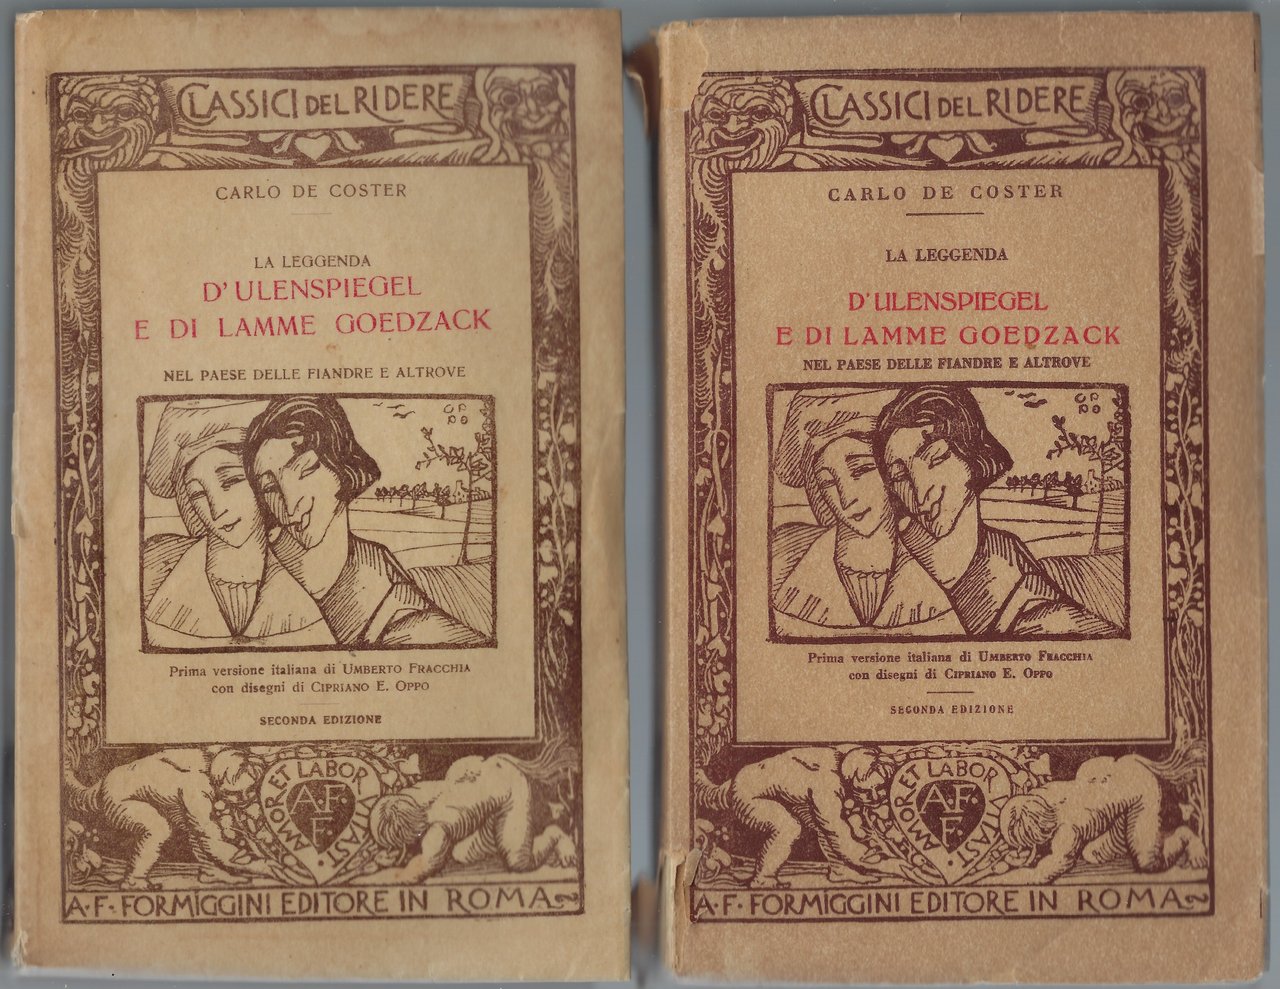 CLASSICI DEL RIDERE
CARLO DE COSTER
LA LEGGENDA
D'ULENSPIEGEL
E DI LAMME GOEDZACK
NEL PAESE DELLE FIANDRE E ALTROVE
Prima versione italiana di UMBERTO FRACCHIA
con disegni di CIPRIANO E. OPPO
SECONDA EDIZIONE
AMOR ET LABOR VITAST.
A. F.
F.
A. F. FORMIGGINI EDITORE IN ROMA
CLASSICI DEL RIDERE
CARLO DE COSTER
LA LEGGENDA
D'ULENSPIEGEL
E DI LAMME GOEDZACK
NEL PAESE DELLE FIANDRE E ALTROVE
Prima versione italiana di UMBERTO FRACCHIA
con disegni di CIPRIANO E. OPPO
SECONDA EDIZIONE
AMOR ET LABOR VITAST.
A. F.
F.
A. F. FORMIGGINI EDITORE IN ROMA